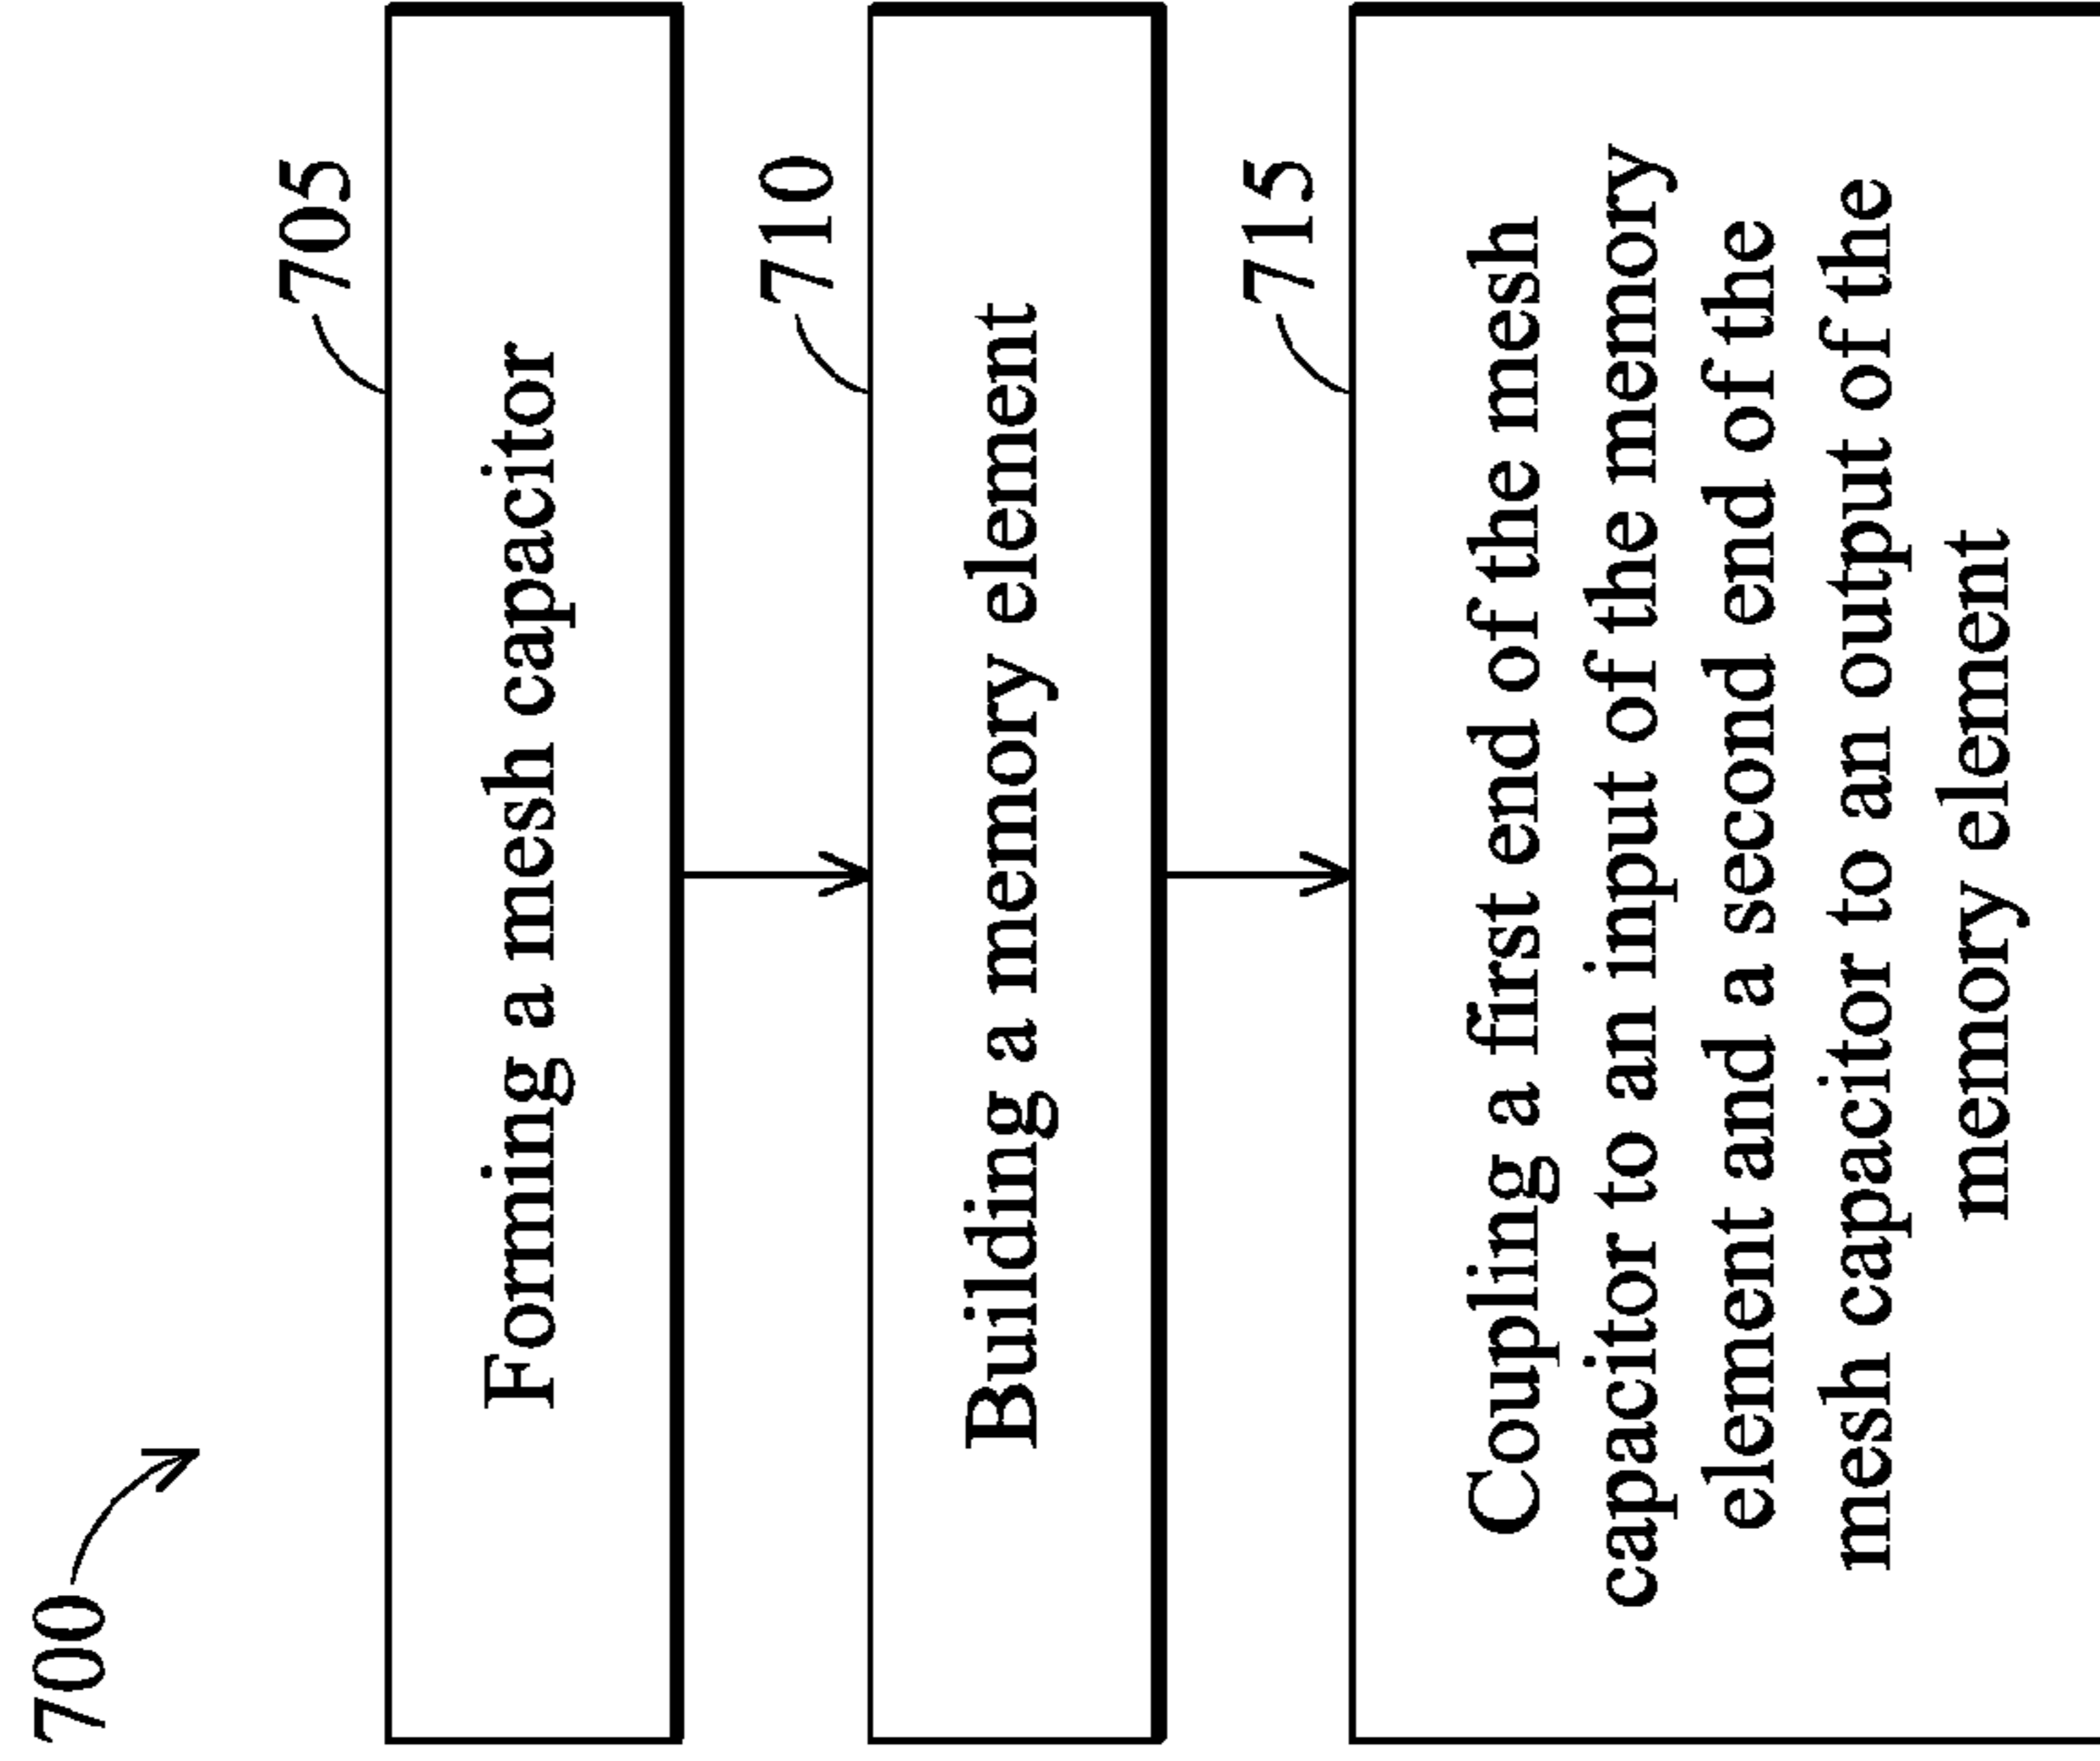 700
705
Forming a mesh capacitor
710
Building a memory element
715
Coupling a first end of the mesh
capacitor to an input of the memory
element and a second end of the
mesh capacitor to an output of the
memory element